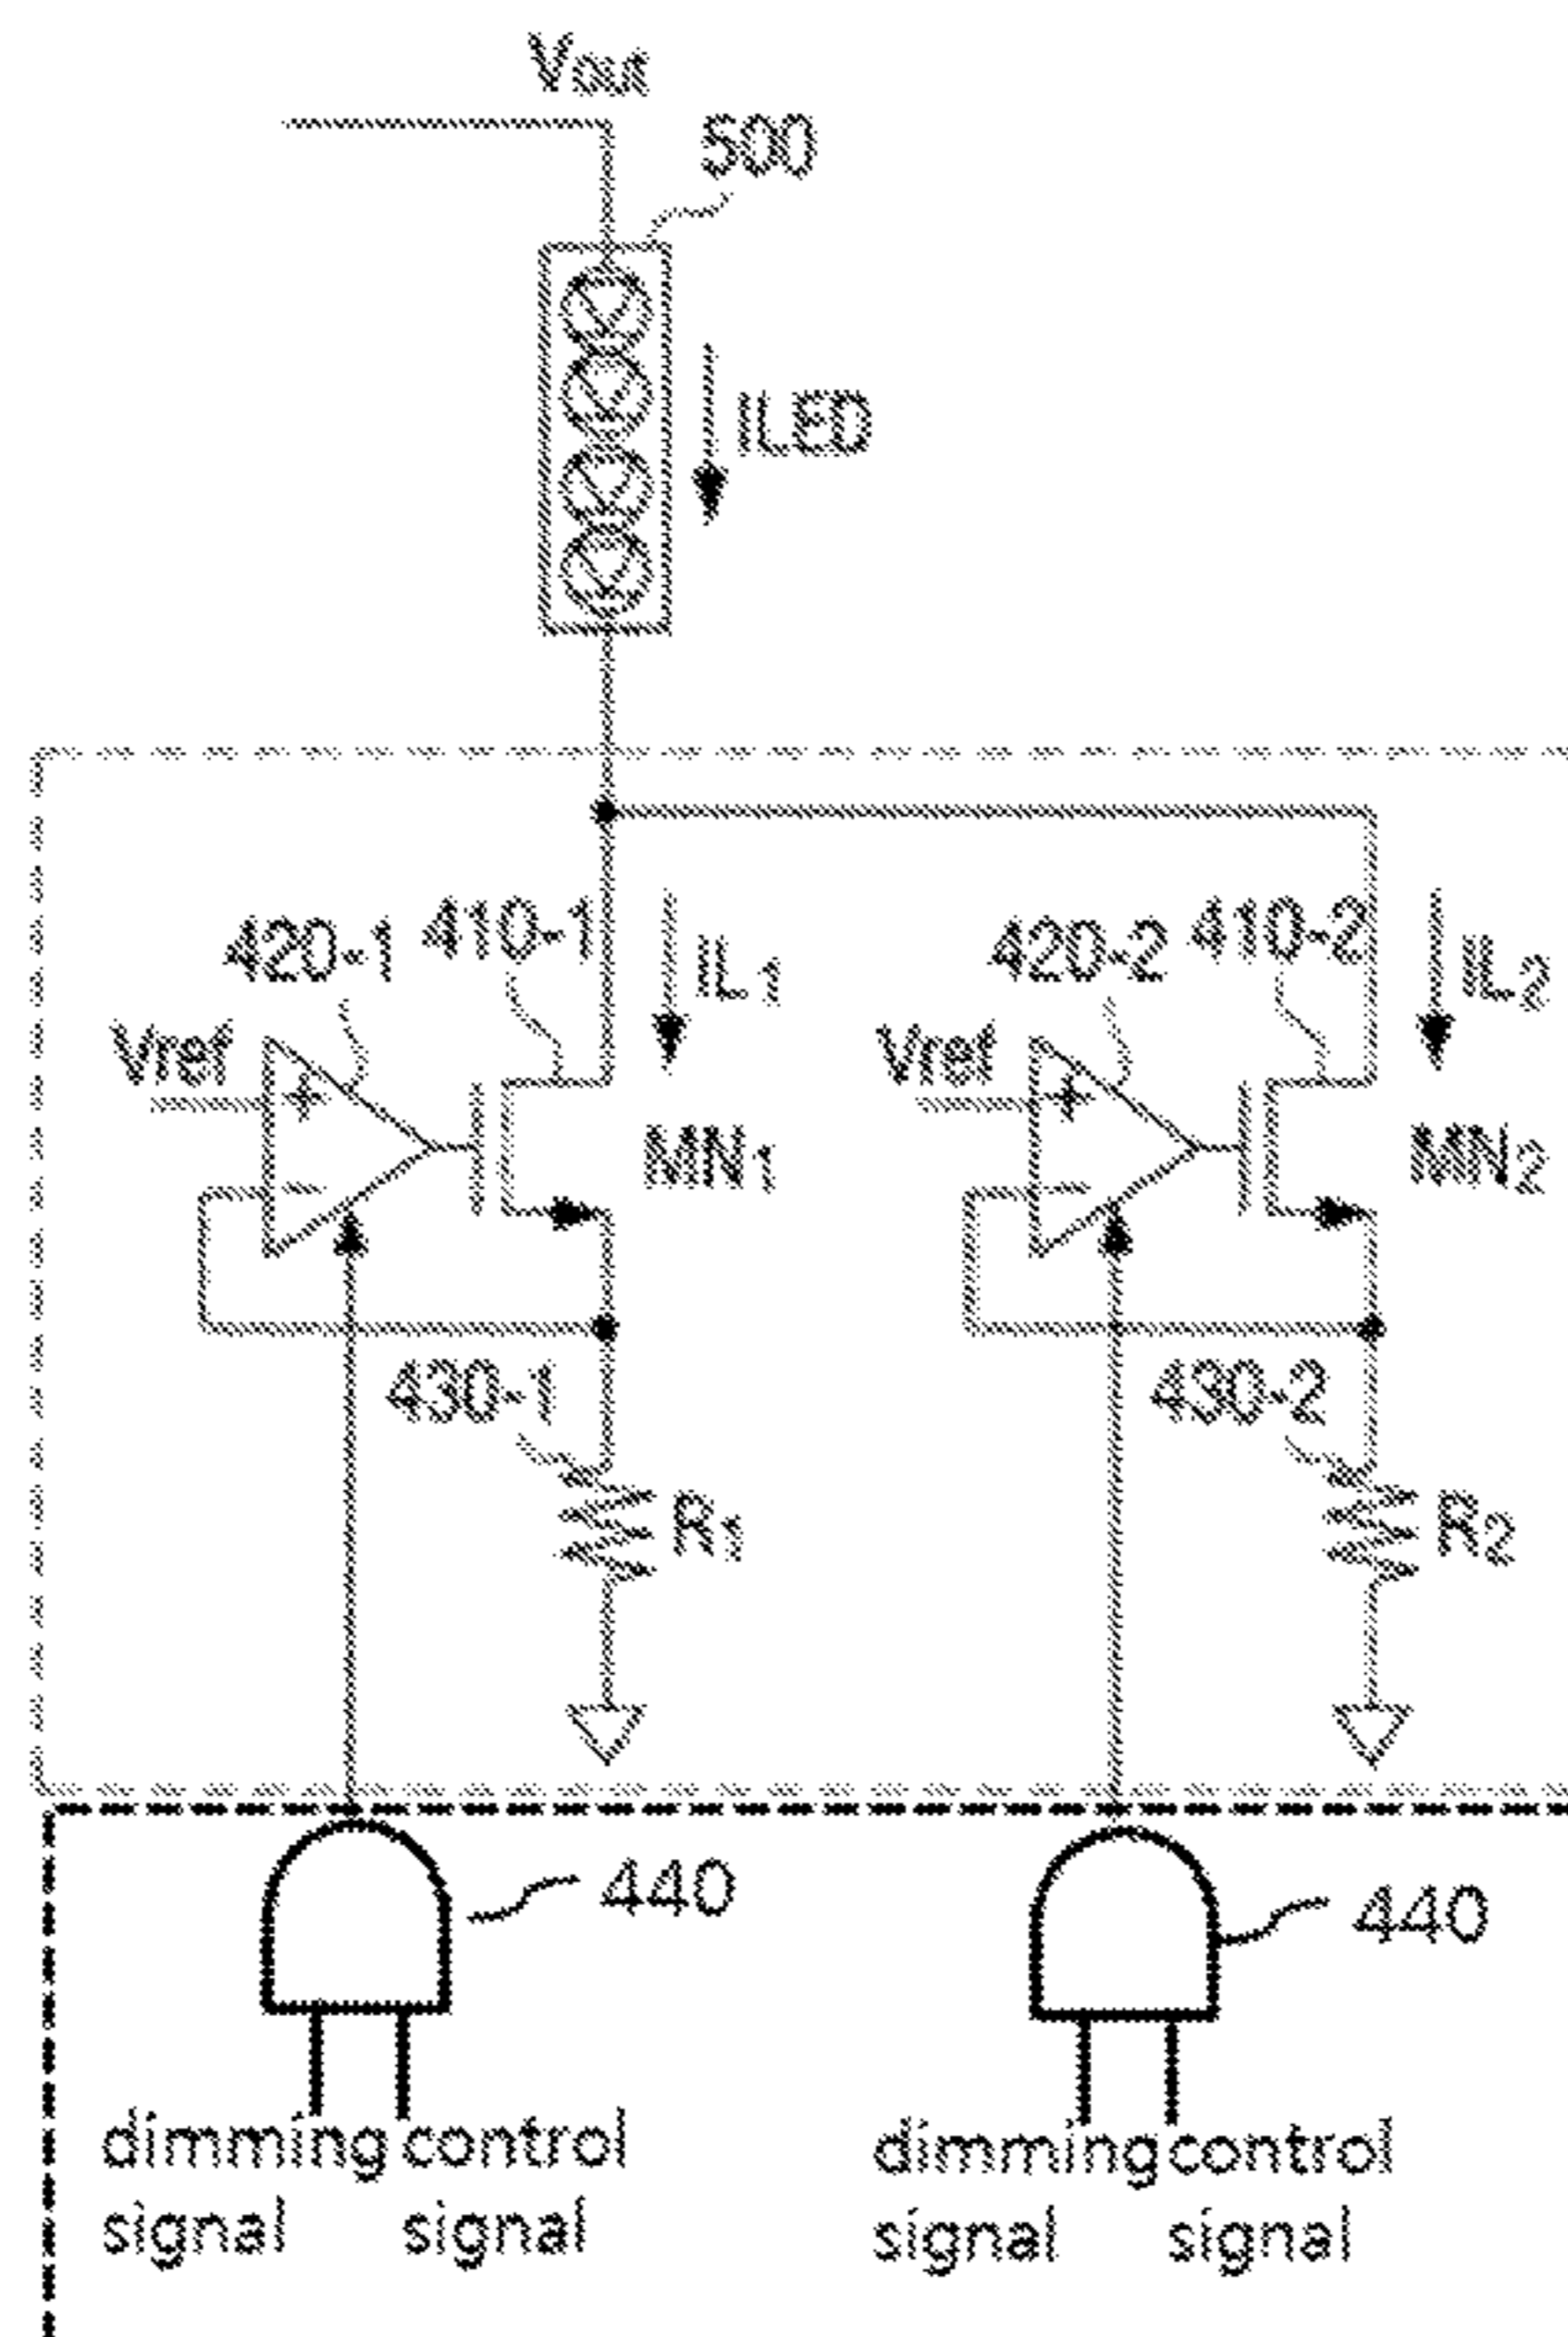 Vout
500
ILED
420-1 410-1 IL1 420-2 410-2 IL2
Vref + Vref +
MN1 MN2
- -
430-1 430-2
R1 R2
440 440
dimming control dimming control
signal signal signal signal